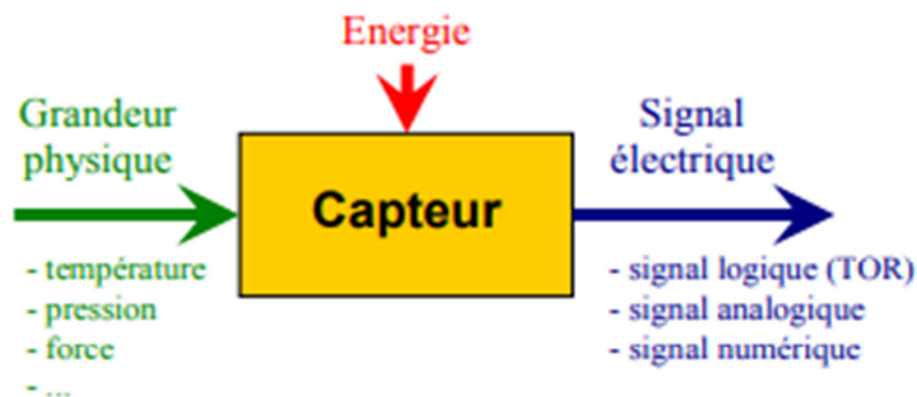 Energie
Grandeur
physique
Capteur
Signal
électrique
- température
- pression
- force
- ...
- signal logique (TOR)
- signal analogique
- signal numérique